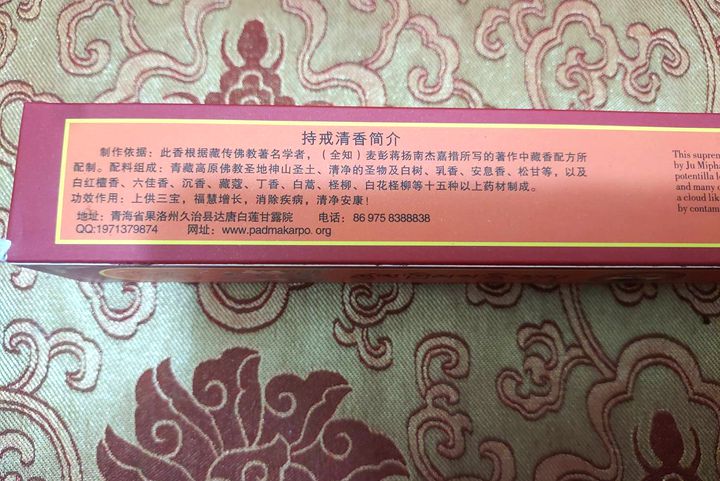 持戒清香简介
制作依据：此香根据藏传佛教著名学者，（全知）麦彭蒋扬南杰嘉措所写的著作中藏香配方所
配制。配料组成：青藏高原佛教圣地神山圣土、清净的圣物及白树、乳香、安息香、松甘等，以及
白红檀香、六佳香、沉香、藏蔻、丁香、白蒿、柽柳、白花柽柳等十五种以上药材制成。
功效作用：上供三宝，福慧增长，消除疾病，清净安康！
地址：青海省果洛州久治县达唐白莲甘露院 电话：86 975 8388838
QQ:1971379874 网址：www.padmakarpo.org
This suprem
by Ju Mipha
potentilla l
and many o
a cloud lik
by contam